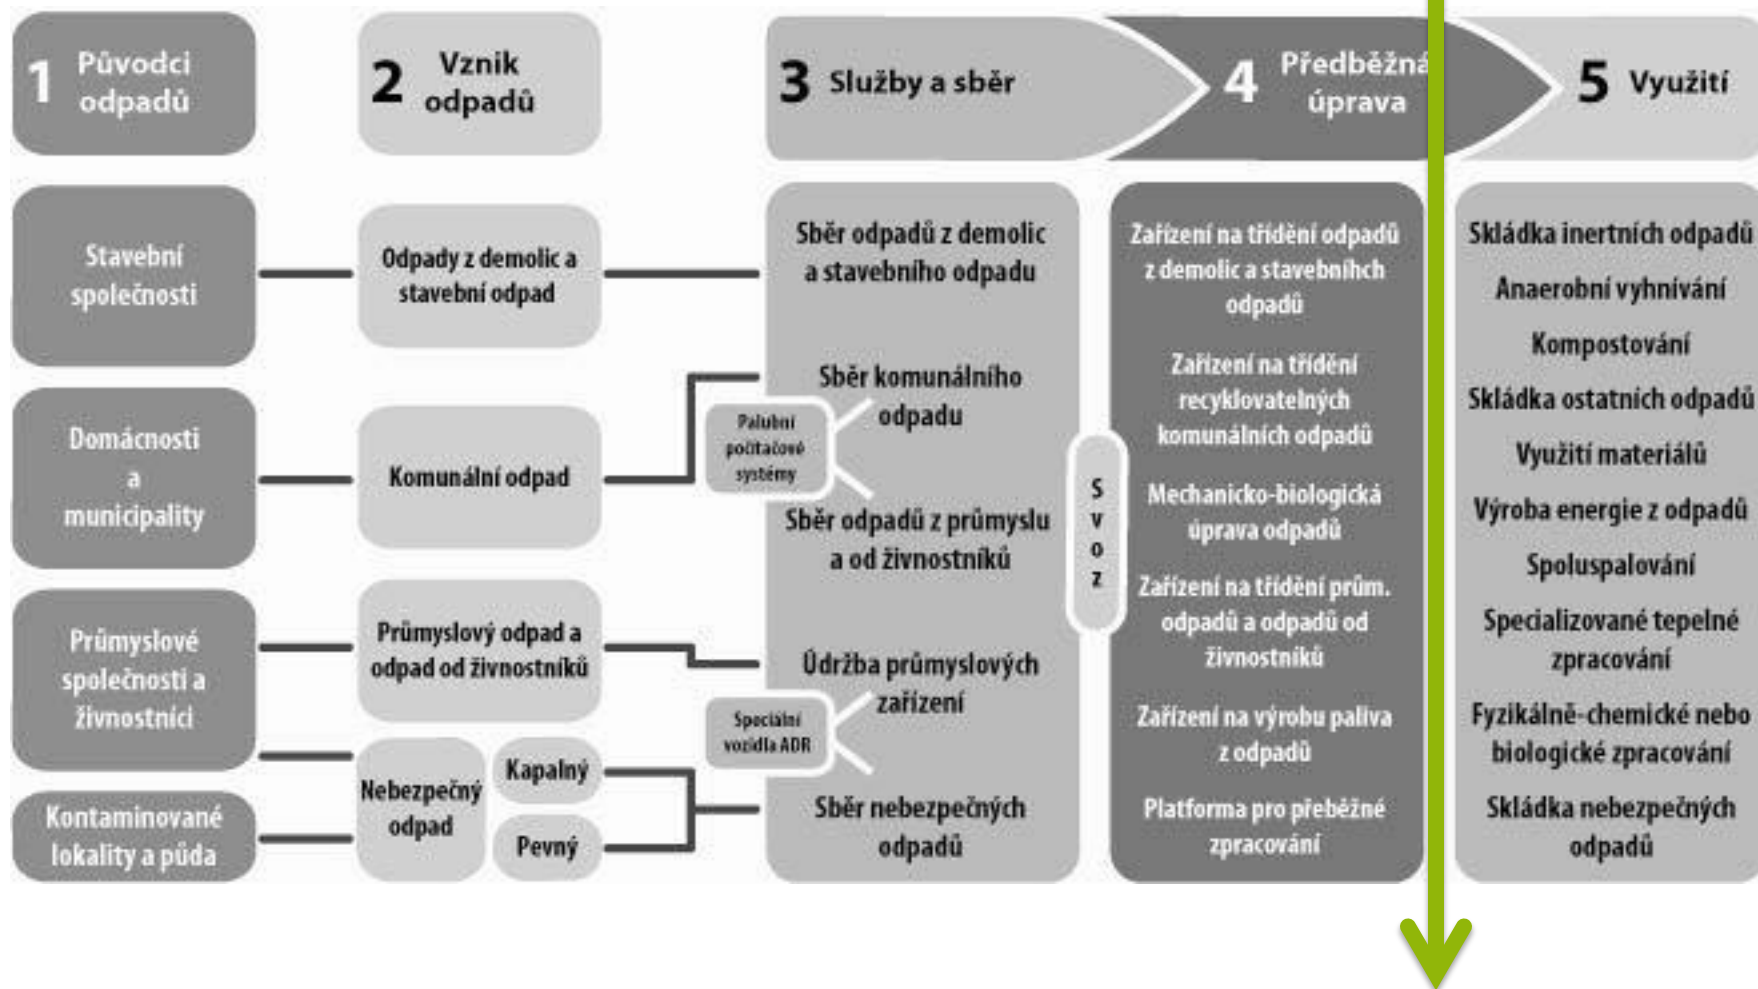 1 Původci
odpadů
2 Vznik
odpadů
3 Služby a sběr
4 Předběžná
úprava
5 Využití
Stavební
společnosti
Domácnosti
a
municipality
Průmyslové
společnosti a
živnostníci
Kontaminované
lokality a půda
Odpady z demolic a
stavební odpad
Komunální odpad
Průmyslový odpad a
odpad od živnostníků
Nebezpečný
odpad
Kapalný
Pevný
Sběr odpadů z demolic
a stavebního odpadu
Sběr komunálního
odpadu
Palubní
počítačové
systémy
Sběr odpadů z průmyslu
a od živnostníků
Údržba průmyslových
zařízení
Speciální
vozidla ADR
Sběr nebezpečných
odpadů
S
v
o
z
Zařízení na třídění odpadů
z demolic a stavebníhch
odpadů
Zařízení na třídění
recyklovatelných
komunálních odpadů
Mechanicko-biologická
úprava odpadů
Zařízení na třídění prům.
odpadů a odpadů od
živnostníků
Zařízení na výrobu paliva
z odpadů
Platforma pro přeběžné
zpracování
Skládka inertních odpadů
Anaerobní vyhnívání
Kompostování
Skládka ostatních odpadů
Využití materiálů
Výroba energie z odpadů
Spoluspalování
Specializované tepelné
zpracování
Fyzikálně-chemické nebo
biologické zpracování
Skládka nebezpečných
odpadů